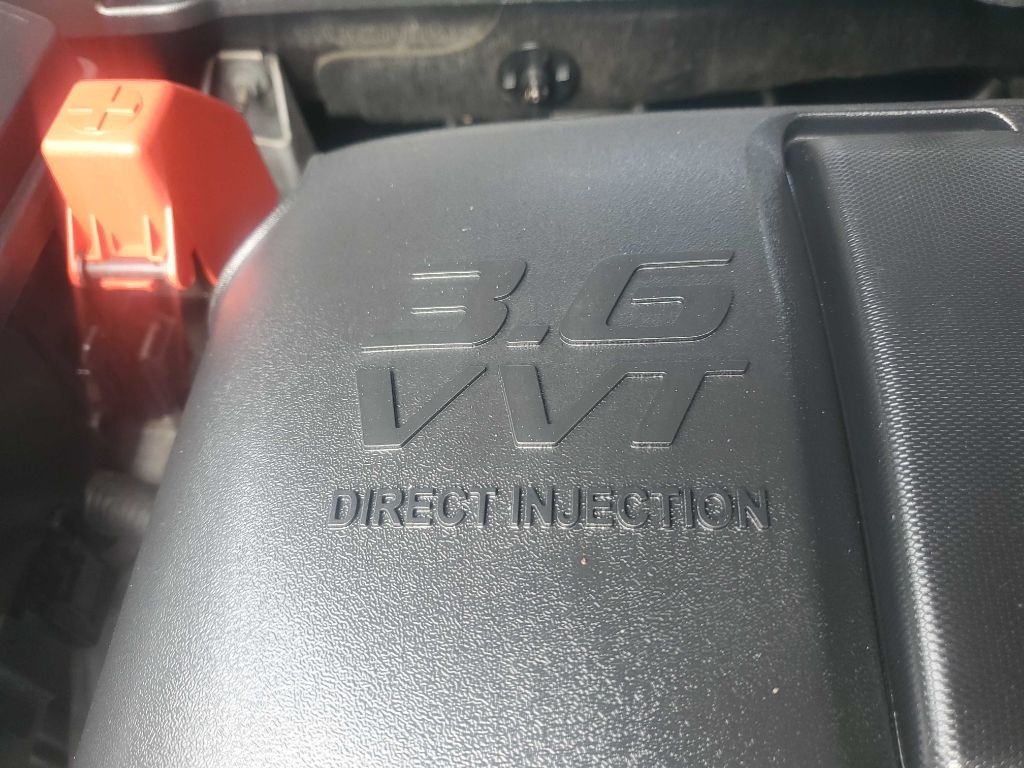 +
3.6
VVT
DIRECT INJECTION